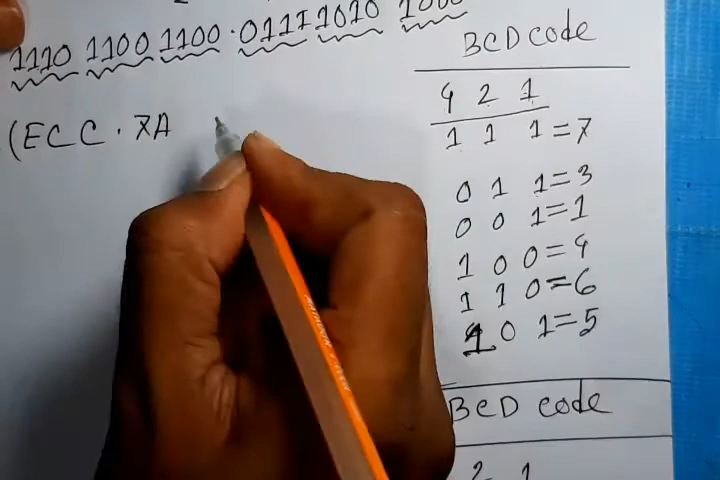 1110 1100 1100.0111 1010 1000
(ECC.7A
BCD code
4 2 1
1 1 1=7
0 1 1=3
0 0 1=1
1 0 0=4
1 1 0=6
1 0 1=5
BCD code
2 1